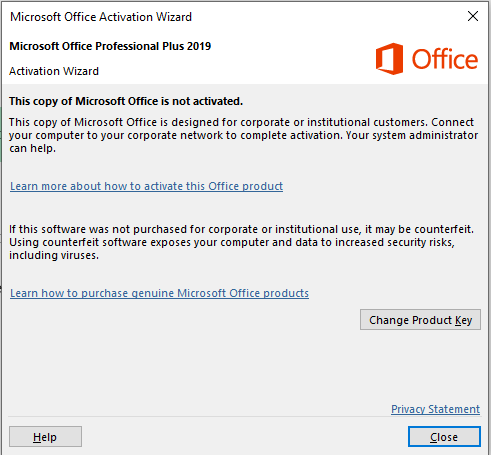 Microsoft Office Activation Wizard
Microsoft Office Professional Plus 2019
Office
Activation Wizard
This copy of Microsoft Office is not activated.
This copy of Microsoft Office is designed for corporate or institutional customers. Connect
your computer to your corporate network to complete activation. Your system administrator
can help.
Learn more about how to activate this Office product
If this software was not purchased for corporate or institutional use, it may be counterfeit.
Using counterfeit software exposes your computer and data to increased security risks,
including viruses.
Learn how to purchase genuine Microsoft Office products
Change Product Key
Privacy Statement
Help
Close